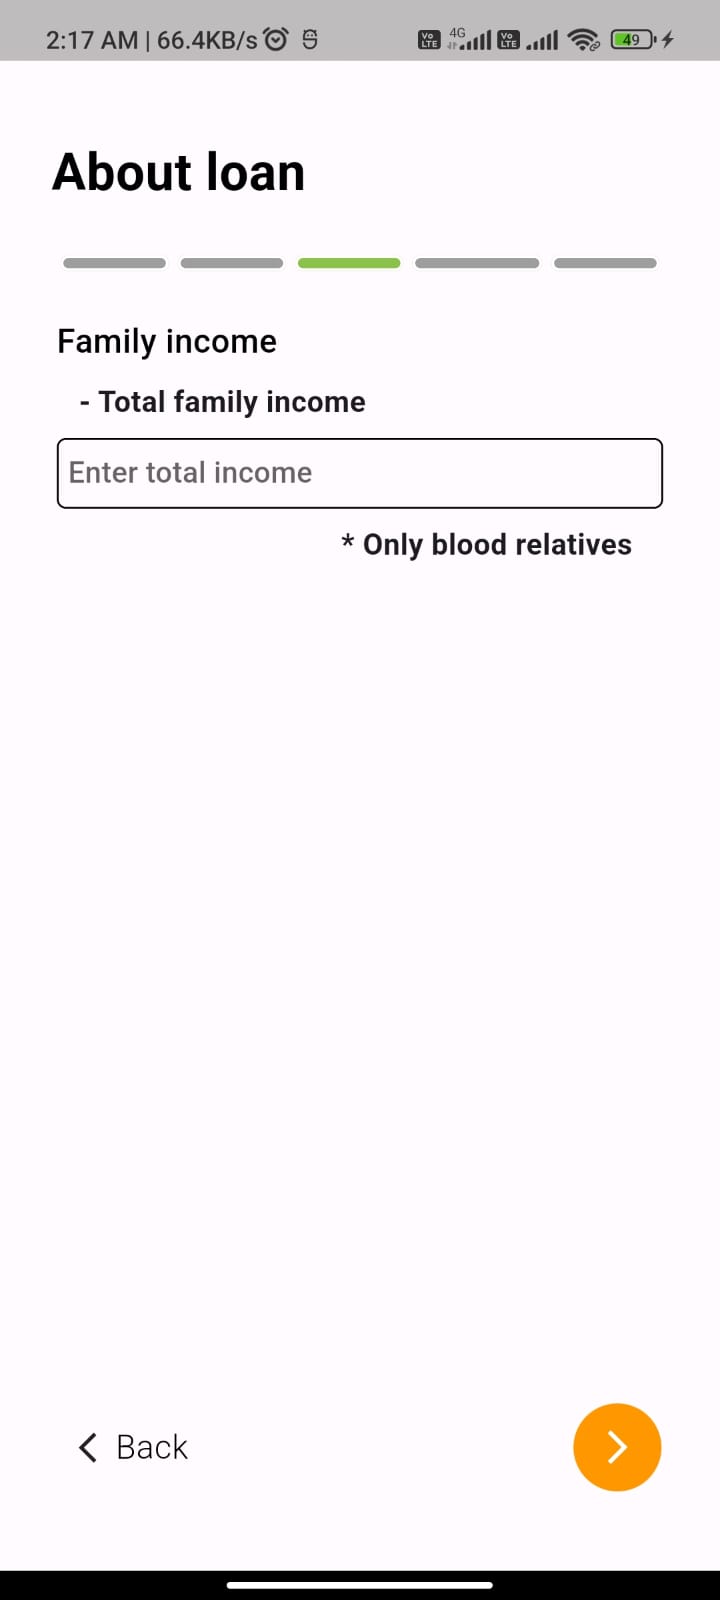 2:17 AM | 66.4KB/s
Vo LTE 4G Vo LTE 49
About loan
Family income
- Total family income
Enter total income
* Only blood relatives
Back